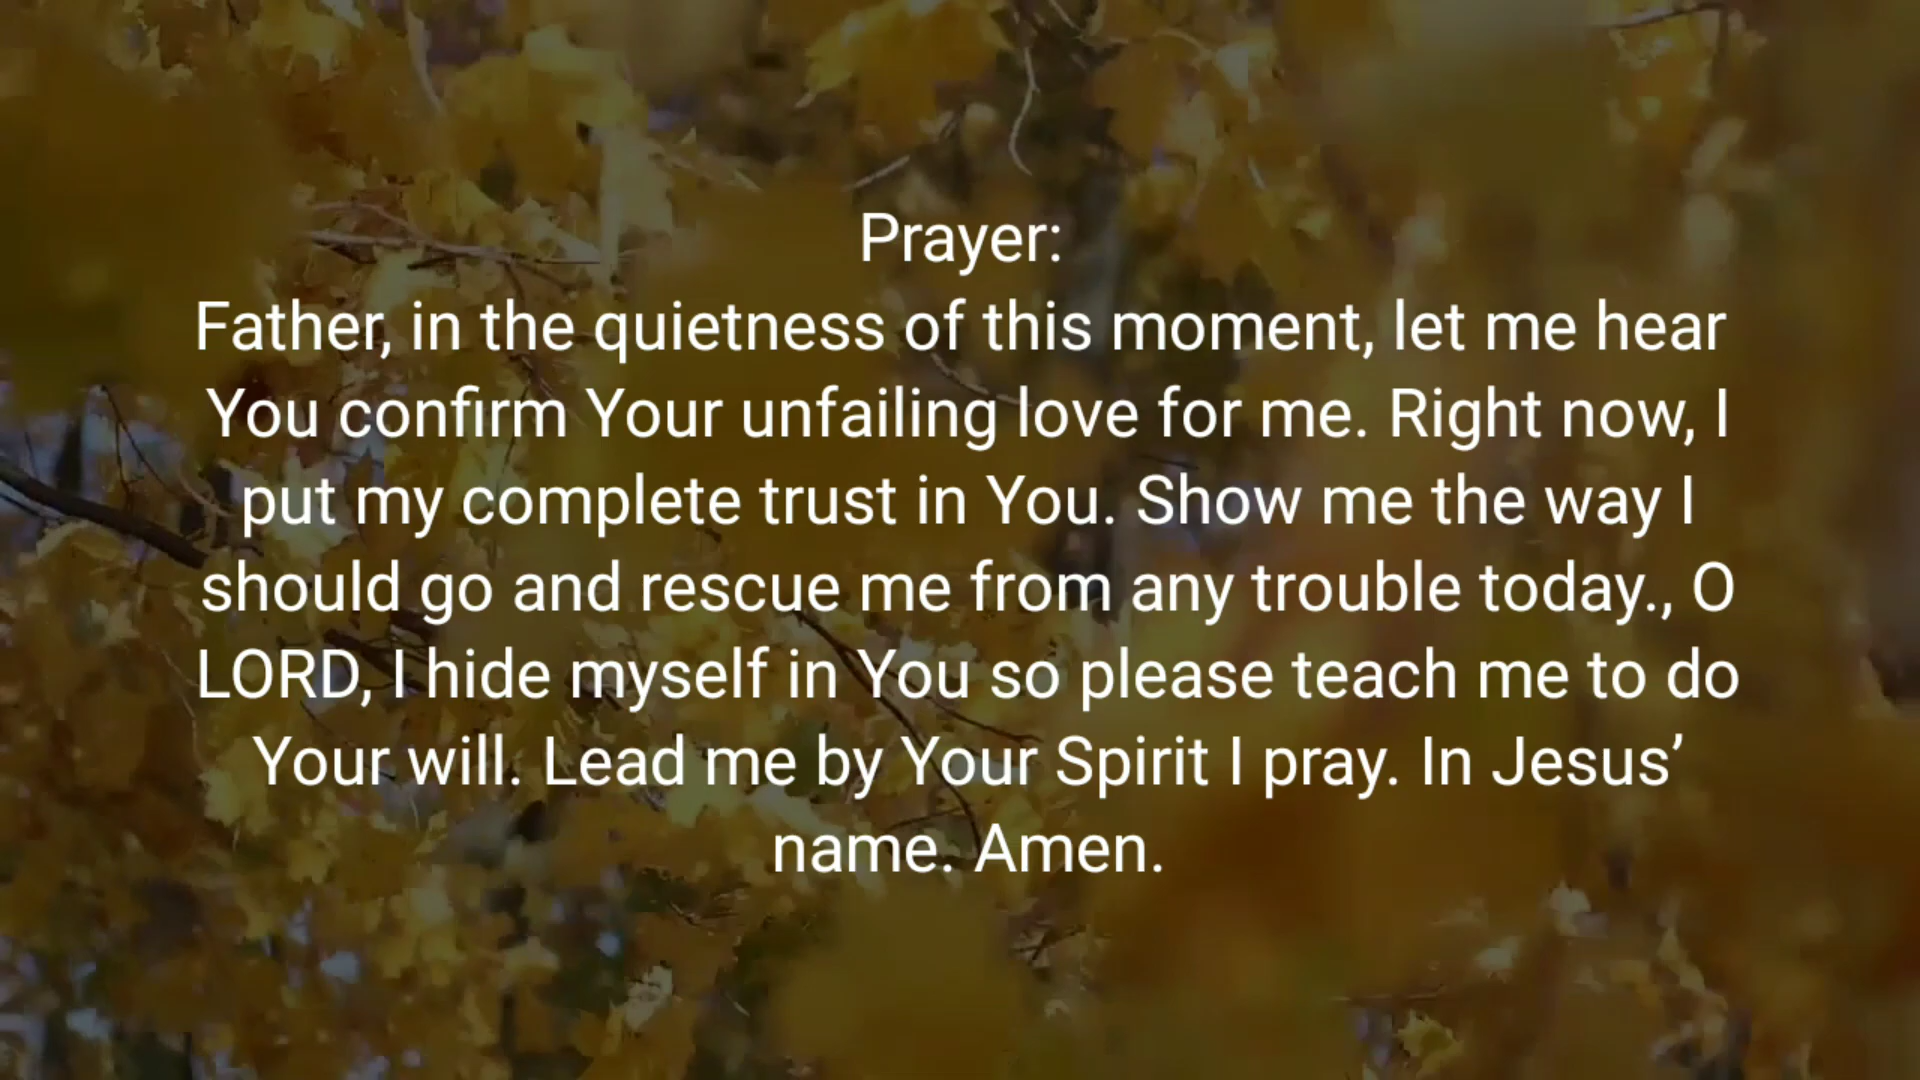 Prayer:
Father, in the quietness of this moment, let me hear
You confirm Your unfailing love for me. Right now, I
put my complete trust in You. Show me the way I
should go and rescue me from any trouble today., O
LORD, I hide myself in You so please teach me to do
Your will. Lead me by Your Spirit I pray. In Jesus’
name. Amen.